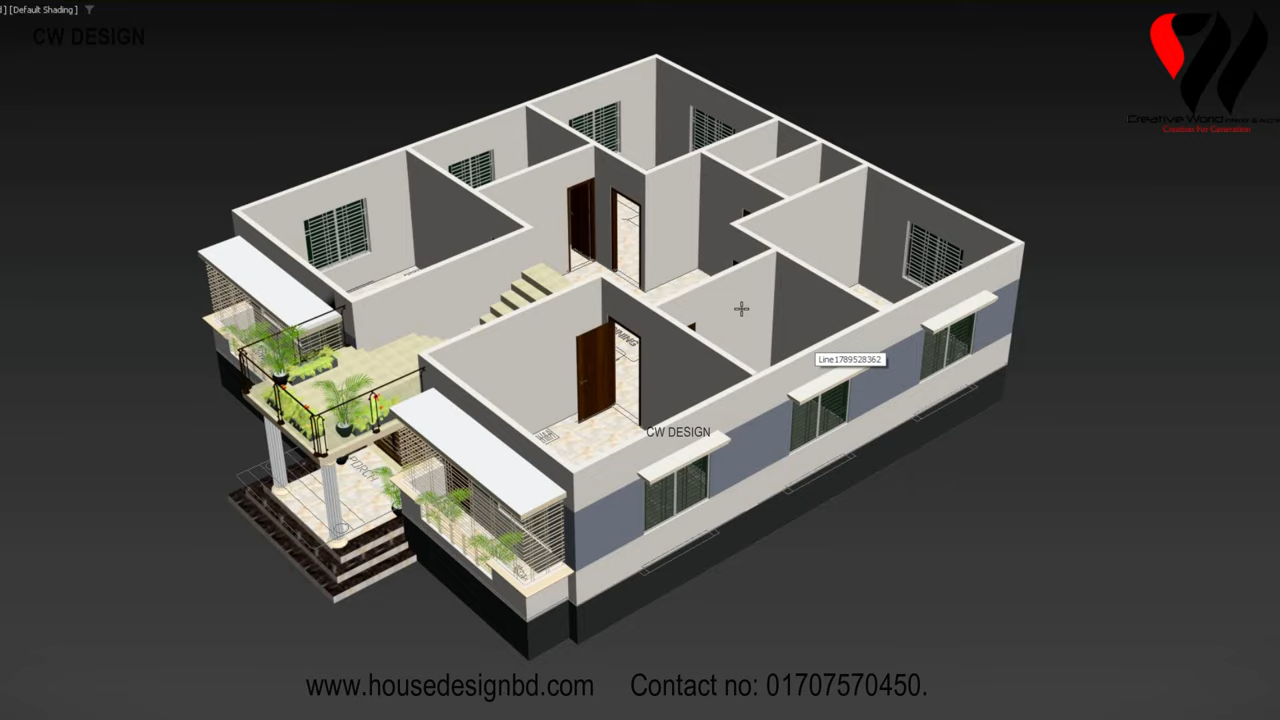 ] [Default Shading ]
CW DESIGN
Creative World
Creation For Generation
Line1789528362
CW DESIGN
PORCH
www.housedesignbd.com Contact no: 01707570450.